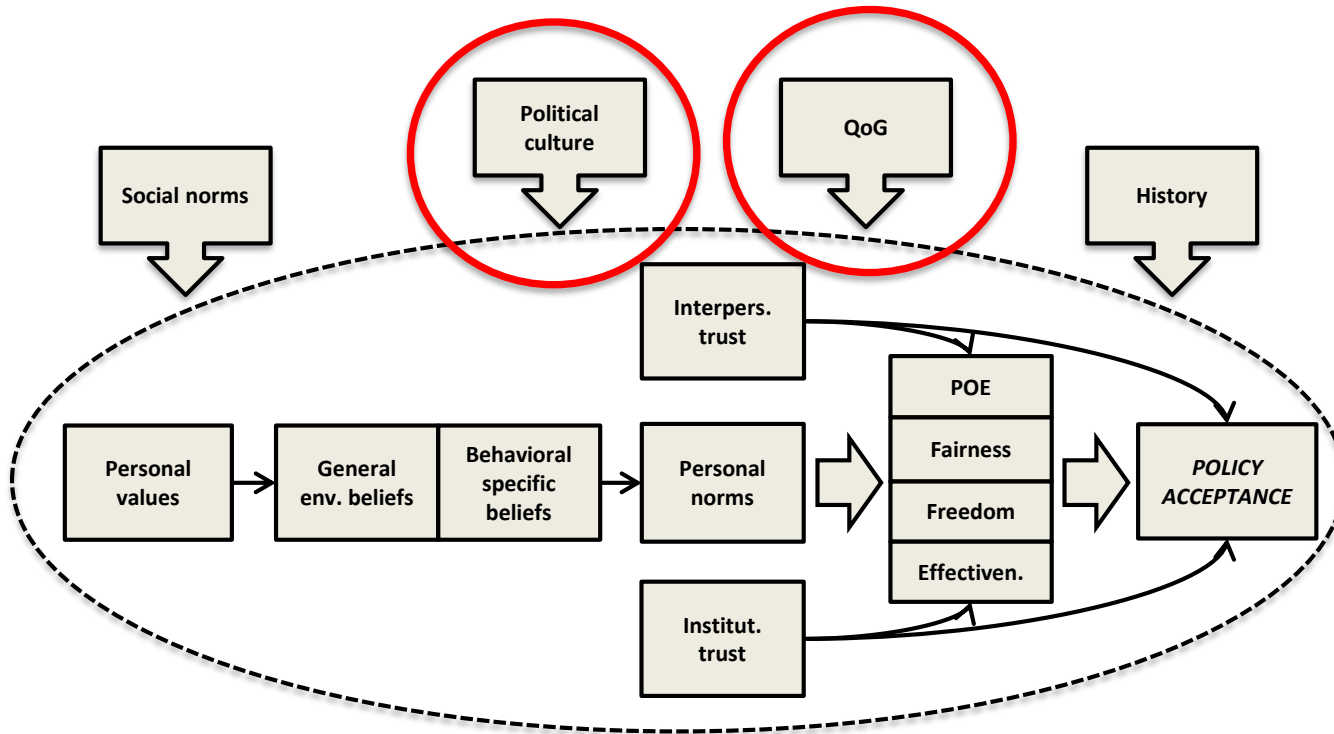 Political
culture
QoG
Social norms
History
Interpers.
trust
POE
Fairness
Freedom
Effectiven.
Personal
values
General
env. beliefs
Behavioral
specific
beliefs
Personal
norms
POLICY
ACCEPTANCE
Institut.
trust